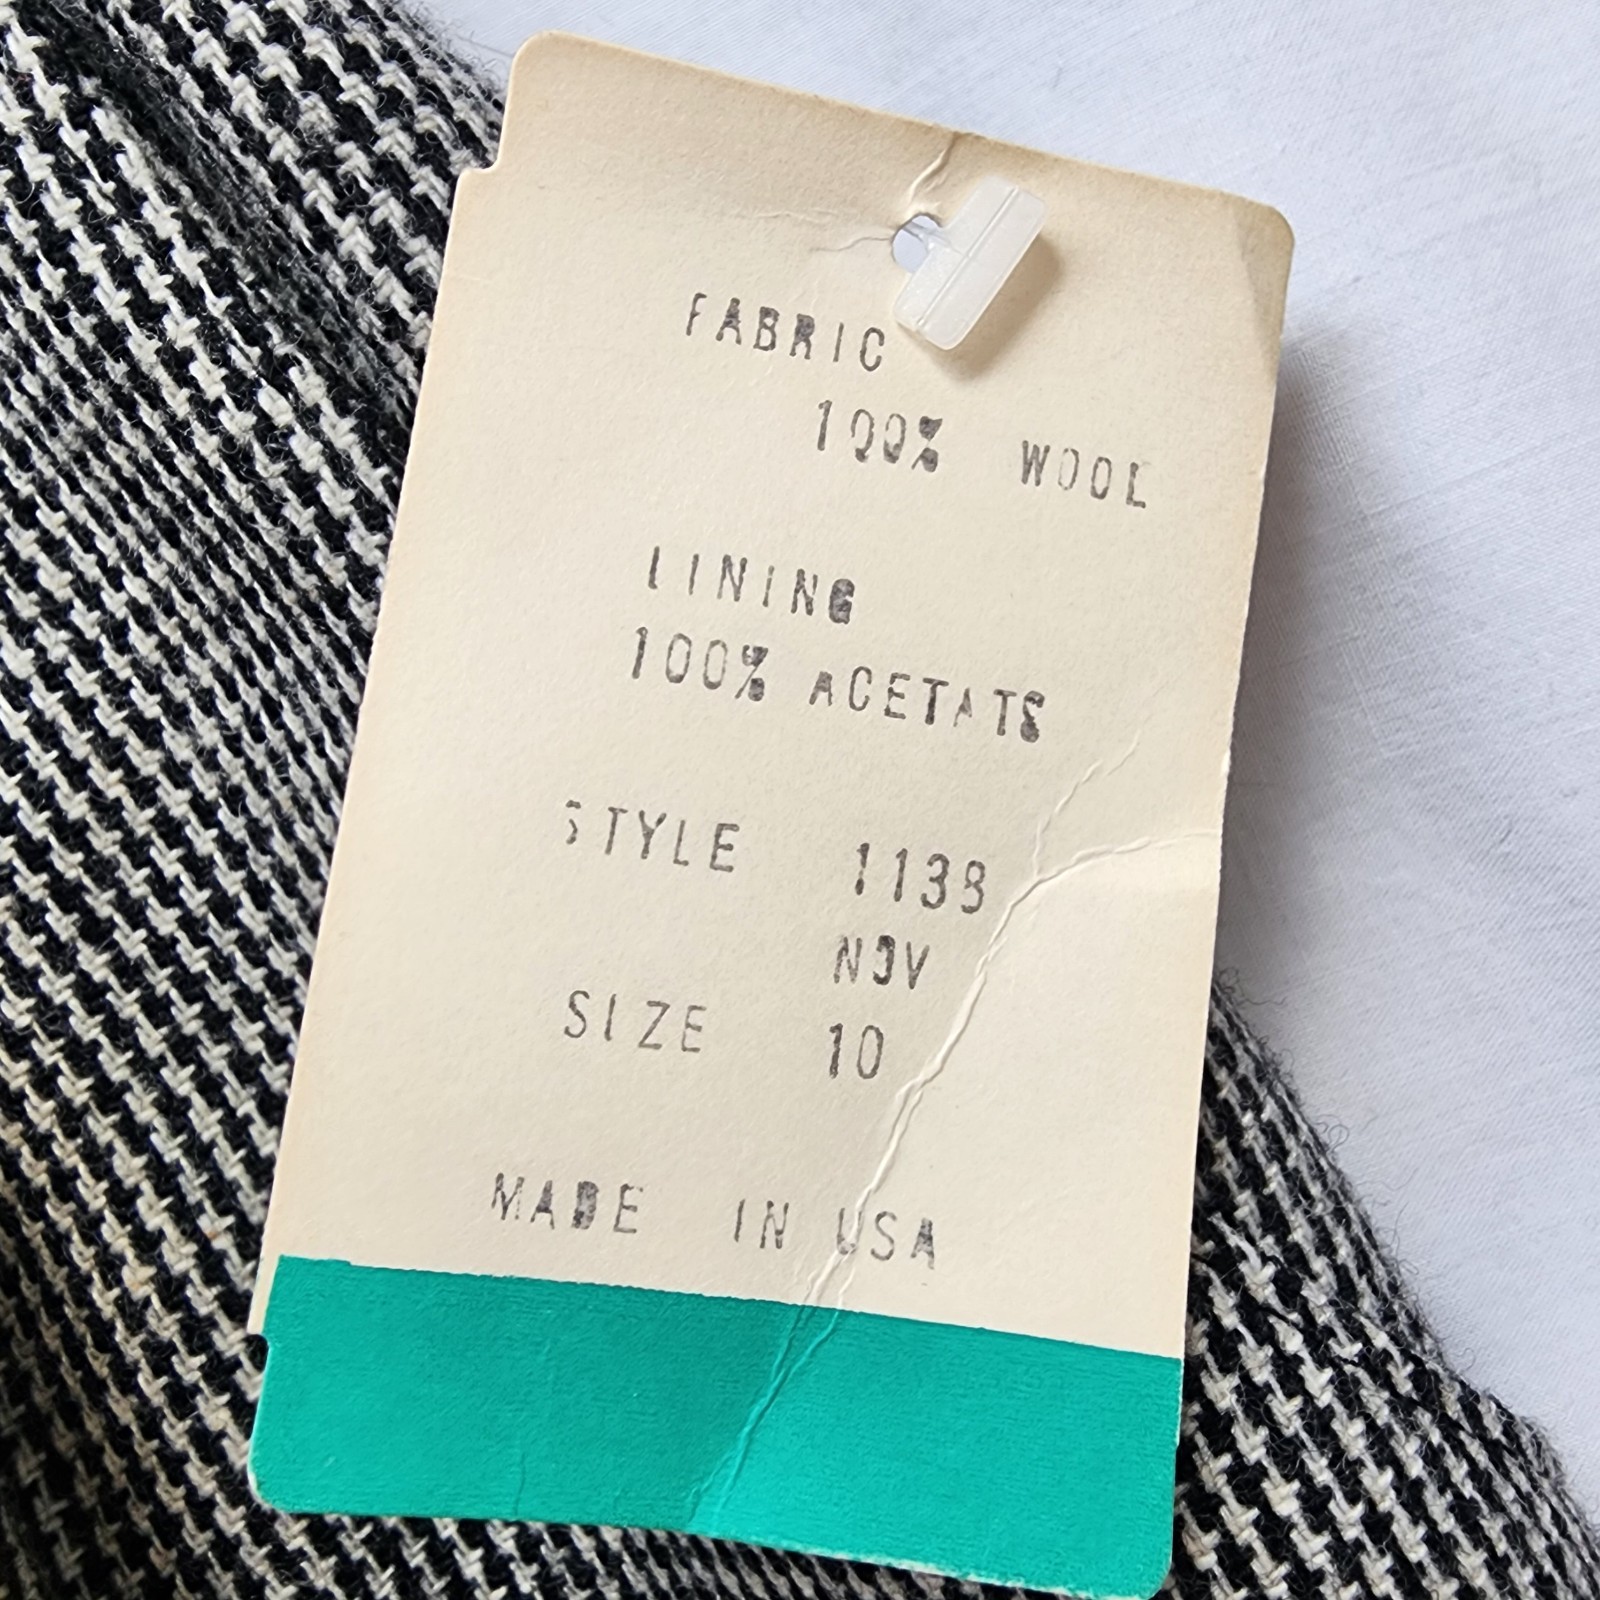 FABRIC
100% WOOL
LINING
100% ACETATS
STYLE 1138
NOV
SIZE 10
MADE IN USA